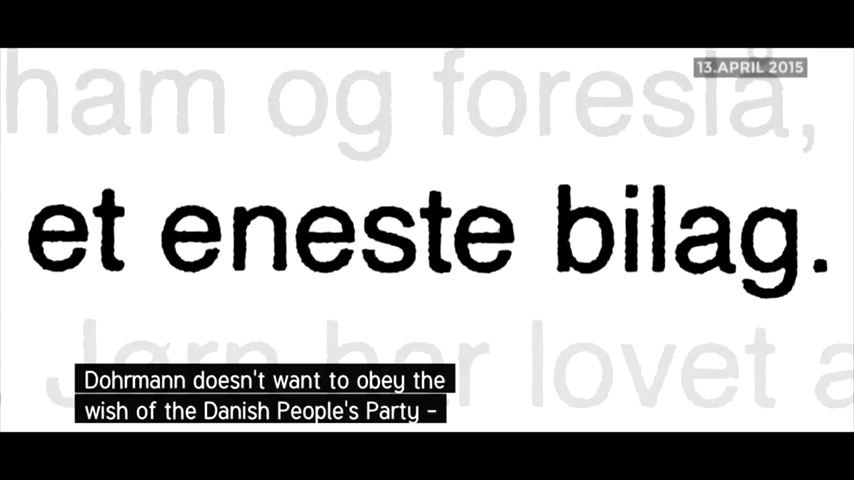 13.APRIL 2015
ham og foreslå,
et eneste bilag.
Jørn har lovet a
Dohrmann doesn't want to obey the
wish of the Danish People's Party –